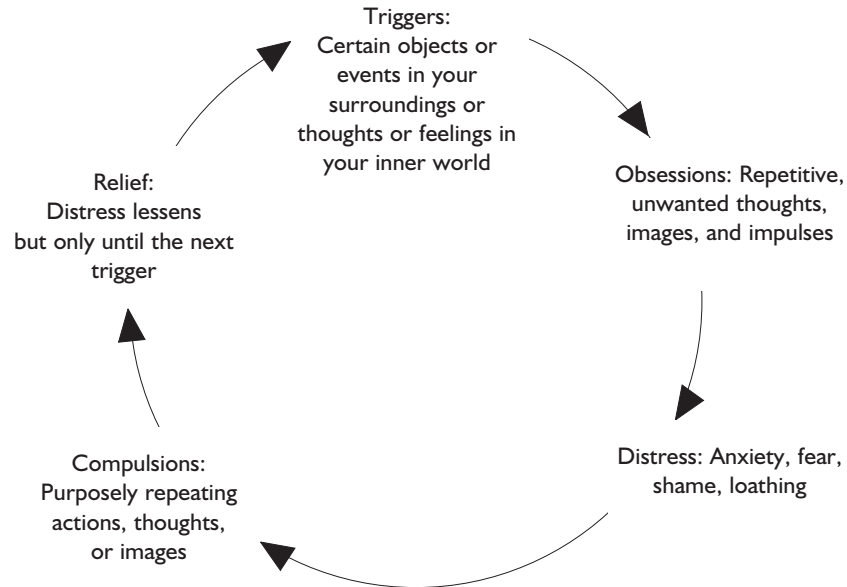 Triggers:
Certain objects or
events in your
surroundings or
thoughts or feelings in
your inner world
Obsessions: Repetitive,
unwanted thoughts,
images, and impulses
Distress: Anxiety, fear,
shame, loathing
Compulsions:
Purposely repeating
actions, thoughts,
or images
Relief:
Distress lessens
but only until the next
trigger